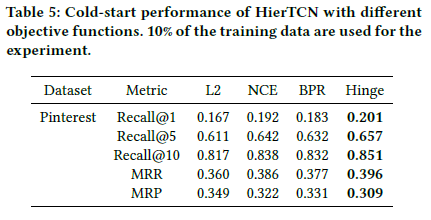 Table 5: Cold-start performance of HierTCN with different
objective functions. 10% of the training data are used for the
experiment.
Dataset Metric L2 NCE BPR Hinge
Pinterest Recall@1 0.167 0.192 0.183 0.201
Recall@5 0.611 0.642 0.632 0.657
Recall@10 0.817 0.838 0.832 0.851
MRR 0.360 0.386 0.377 0.396
MRP 0.349 0.322 0.331 0.309